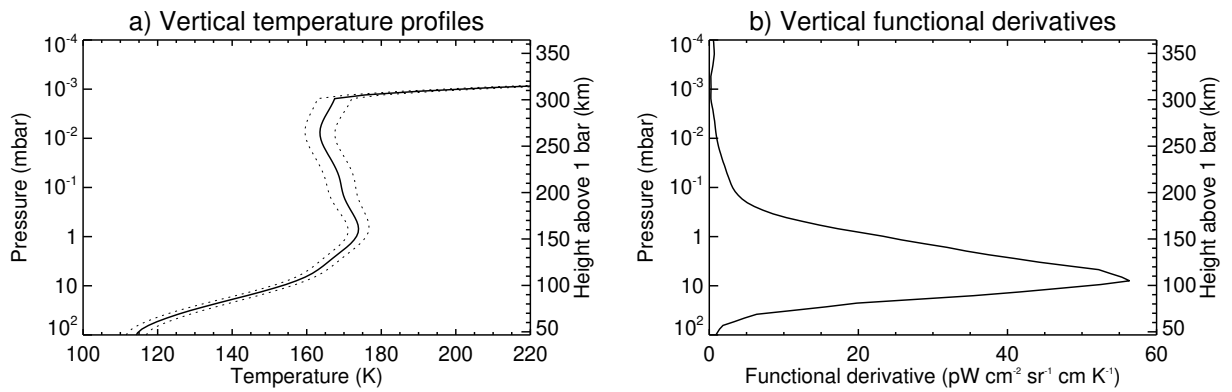 a) Vertical temperature profiles
10⁻⁴
10⁻³
10⁻²
10⁻¹
1
10
10²
Pressure (mbar)
100 120 140 160 180 200 220
Temperature (K)
350
300
250
200
150
100
50
Height above 1 bar (km)
b) Vertical functional derivatives
10⁻⁴
10⁻³
10⁻²
10⁻¹
1
10
10²
Pressure (mbar)
0 20 40 60
Functional derivative (pW cm⁻² sr⁻¹ cm K⁻¹)
350
300
250
200
150
100
50
Height above 1 bar (km)